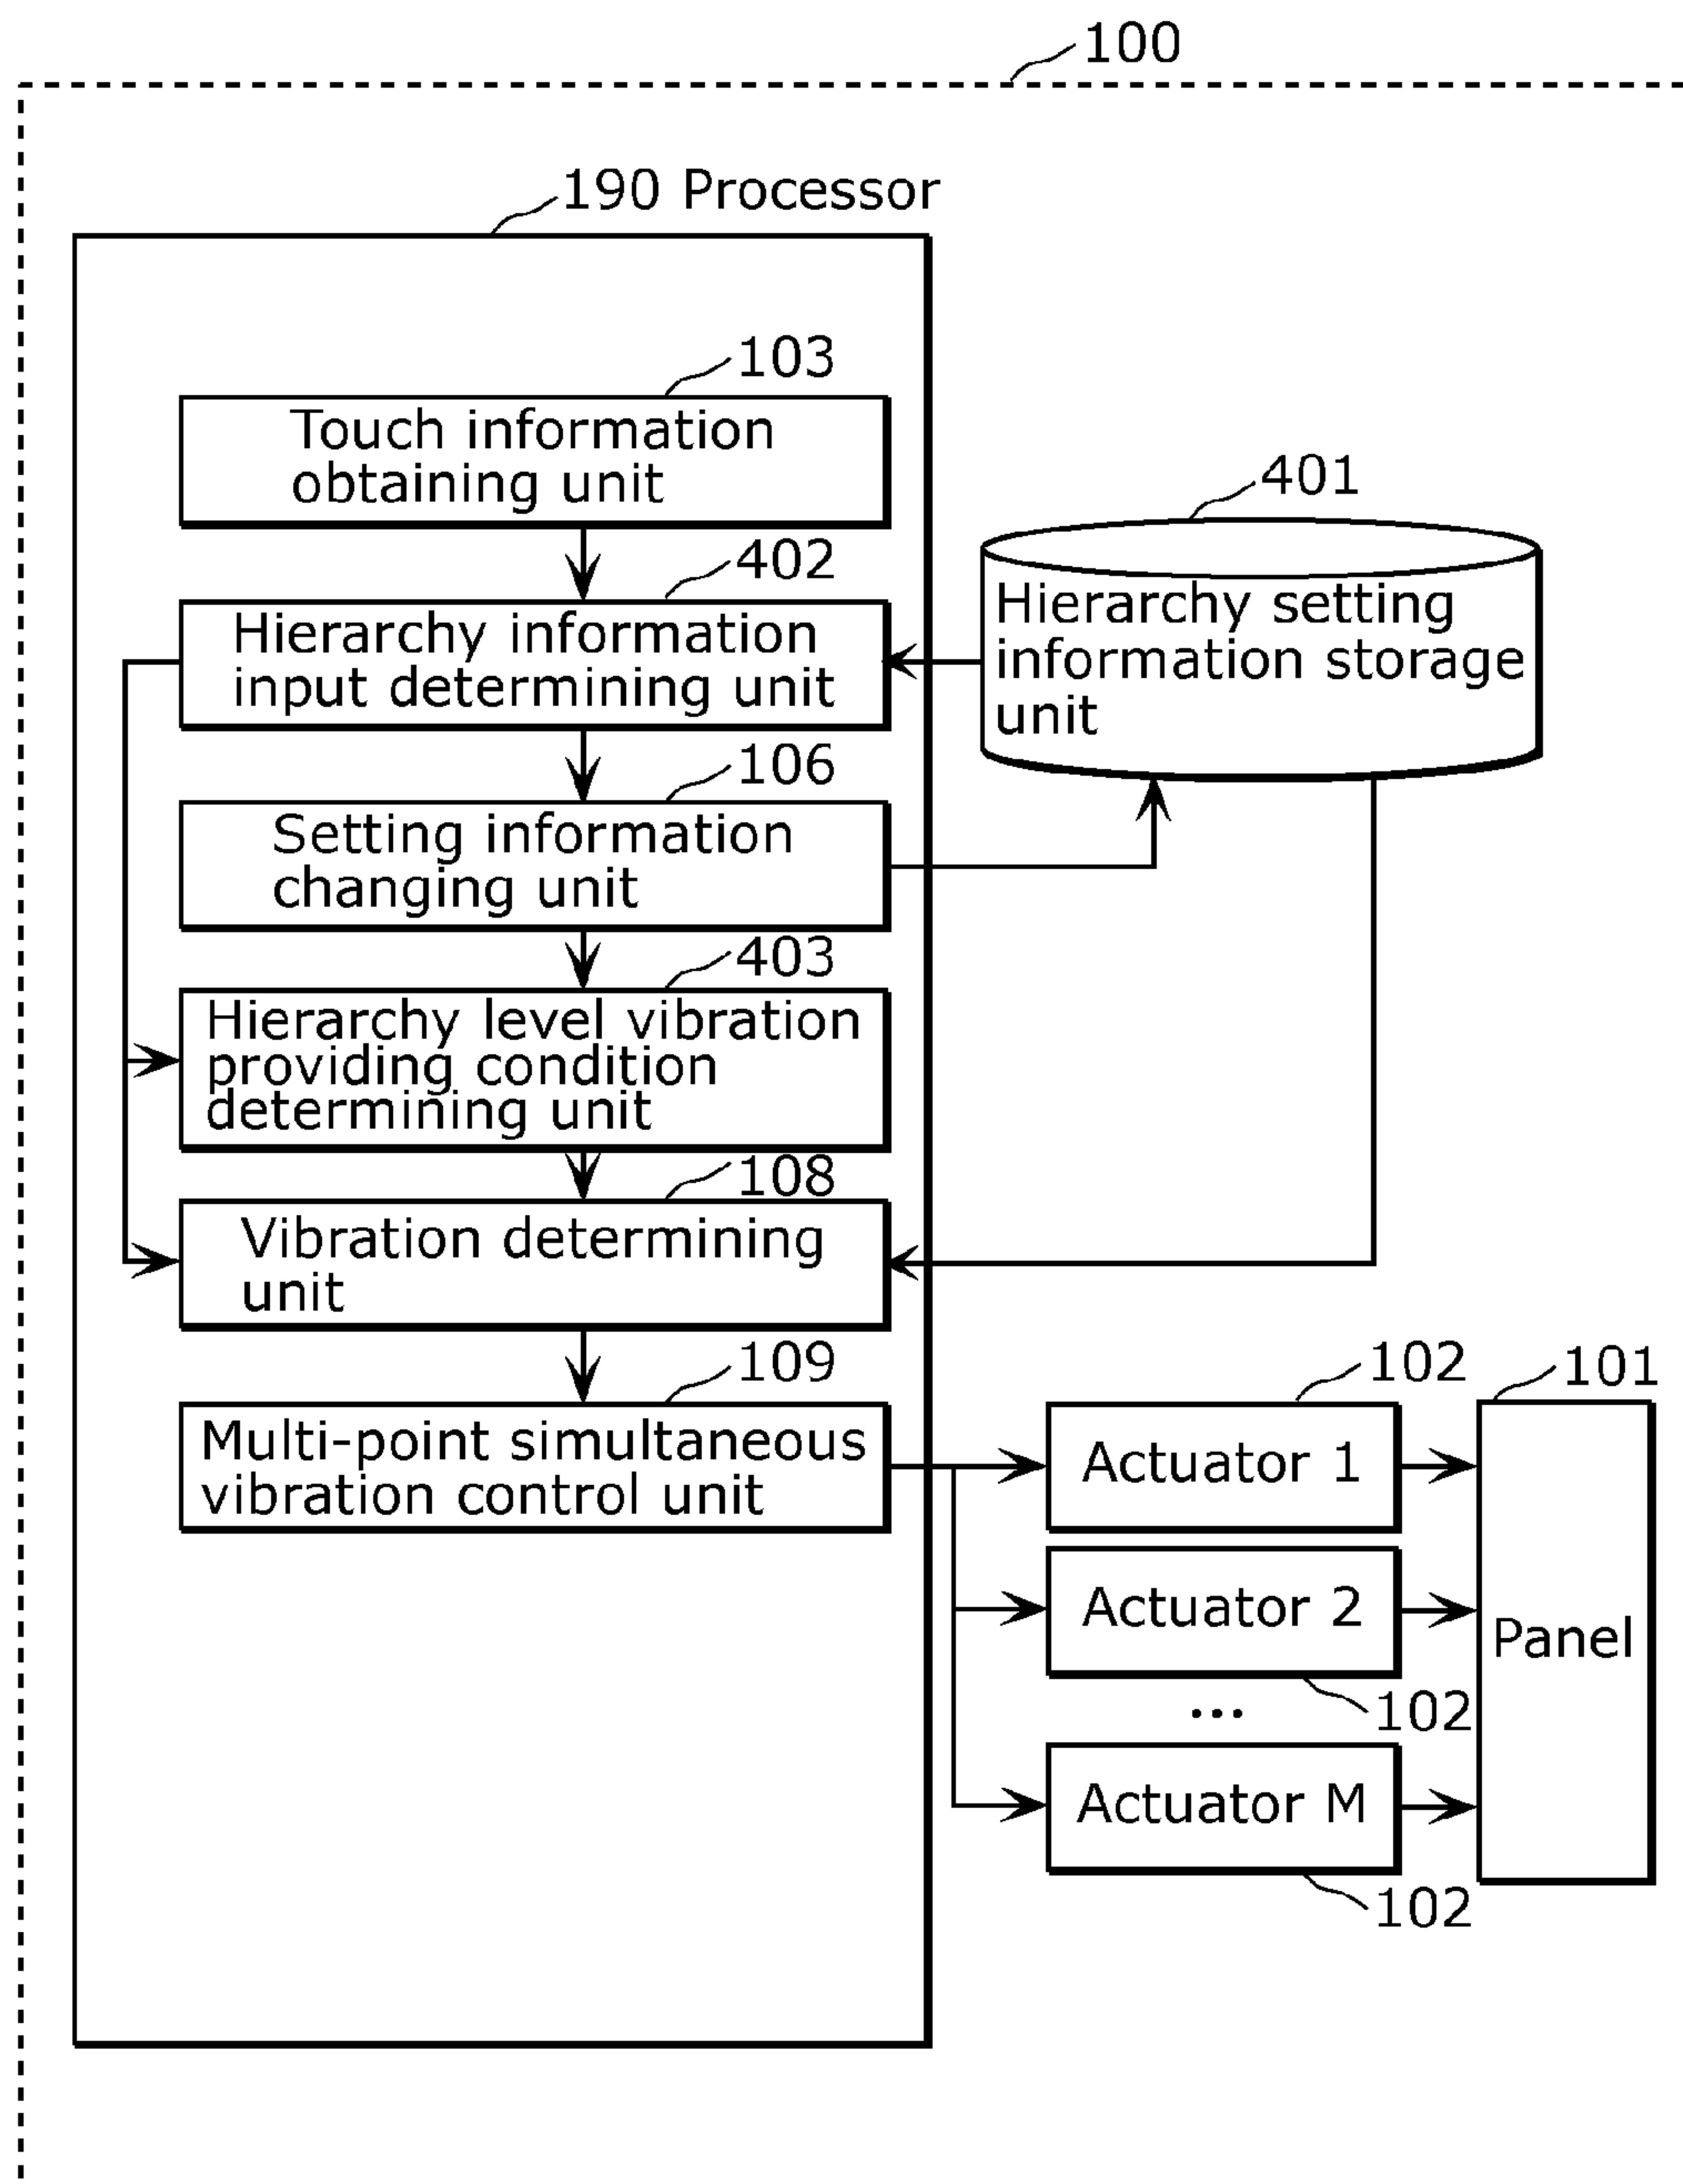 100
190 Processor
103
Touch information
obtaining unit
402
Hierarchy information
input determining unit
401
Hierarchy setting
information storage
unit
106
Setting information
changing unit
403
Hierarchy level vibration
providing condition
determining unit
108
Vibration determining
unit
109
Multi-point simultaneous
vibration control unit
102
Actuator 1
101
Panel
Actuator 2
102
...
Actuator M
102